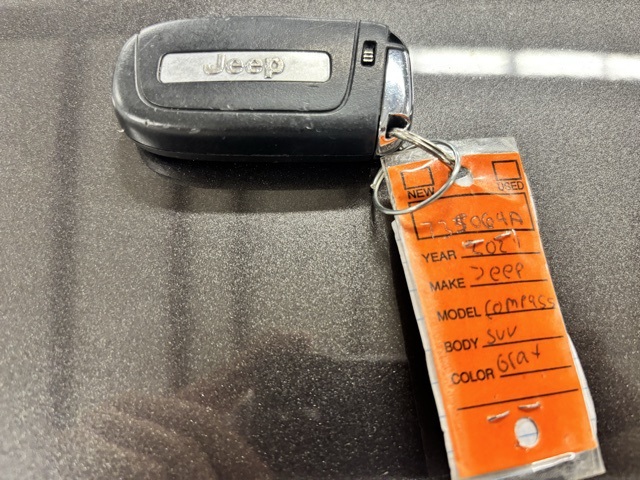 Jeep
NEW USED
YEAR 2021
MAKE Jeep
MODEL Compass
BODY SUV
COLOR Gray